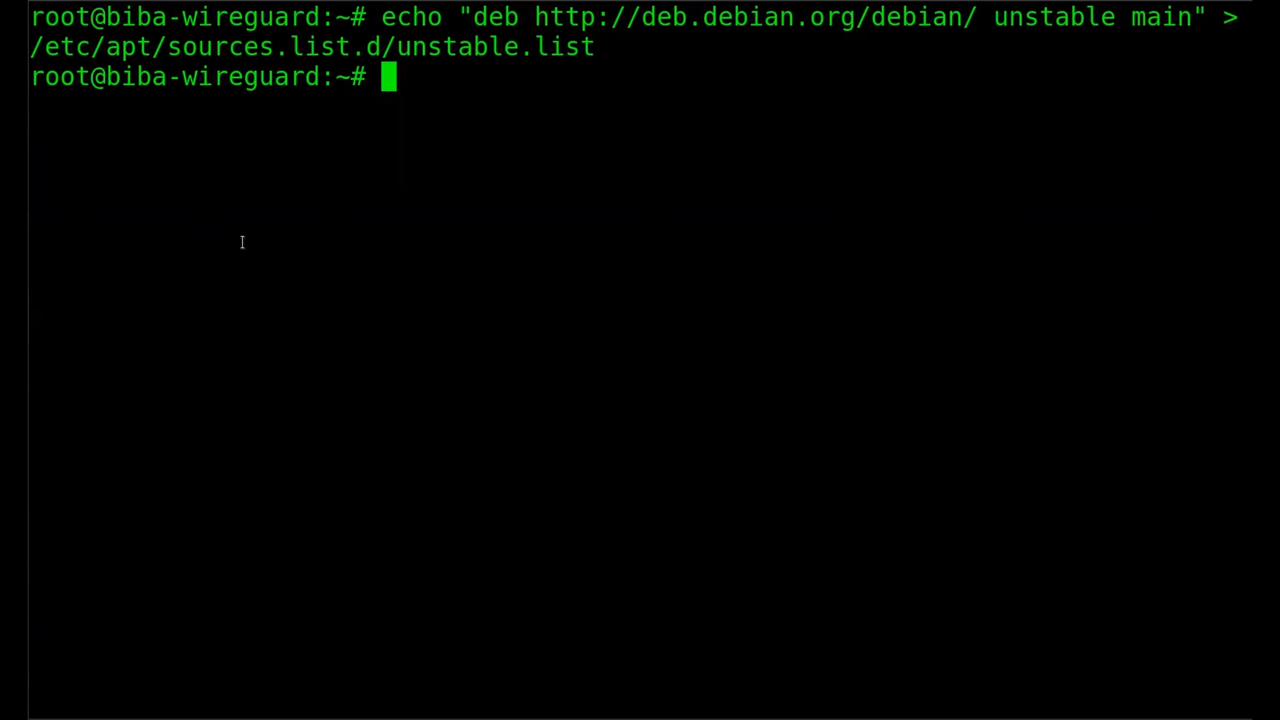 root@biba-wireguard:~# echo "deb http://deb.debian.org/debian/ unstable main" >
/etc/apt/sources.list.d/unstable.list
root@biba-wireguard:~#